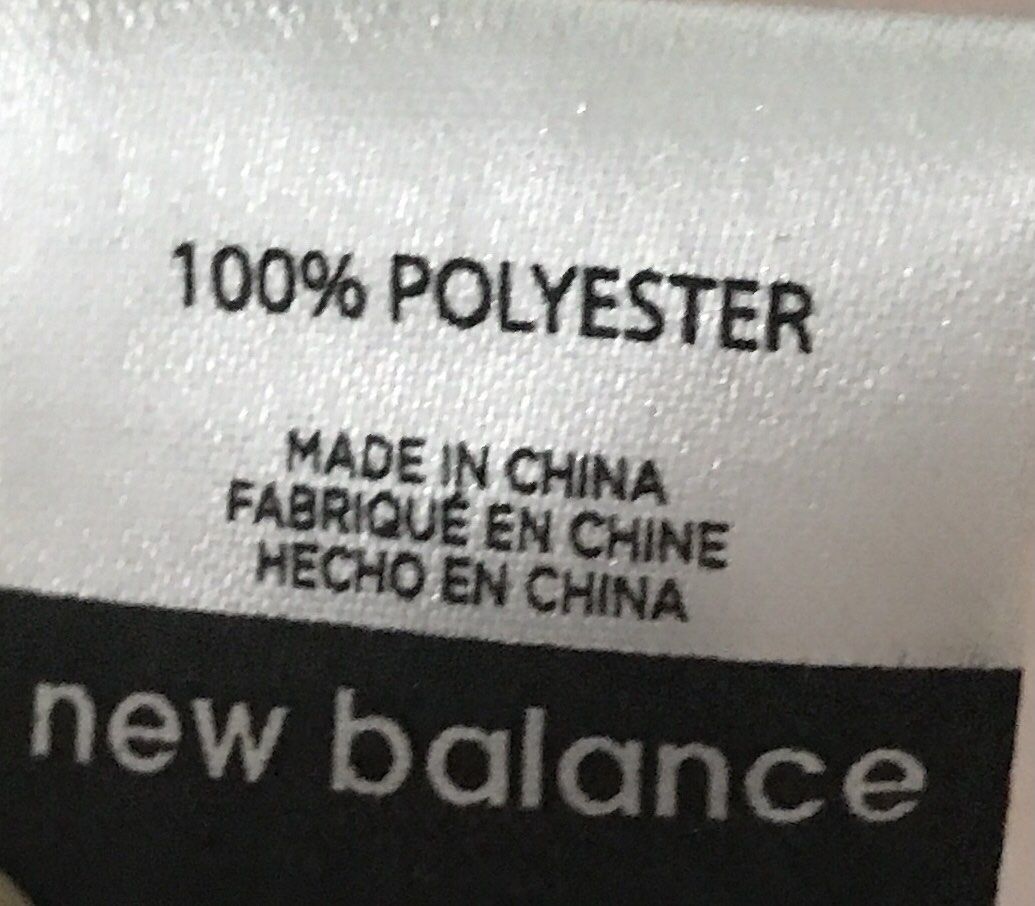 100% POLYESTER
MADE IN CHINA
FABRIQUÉ EN CHINE
HECHO EN CHINA
new balance